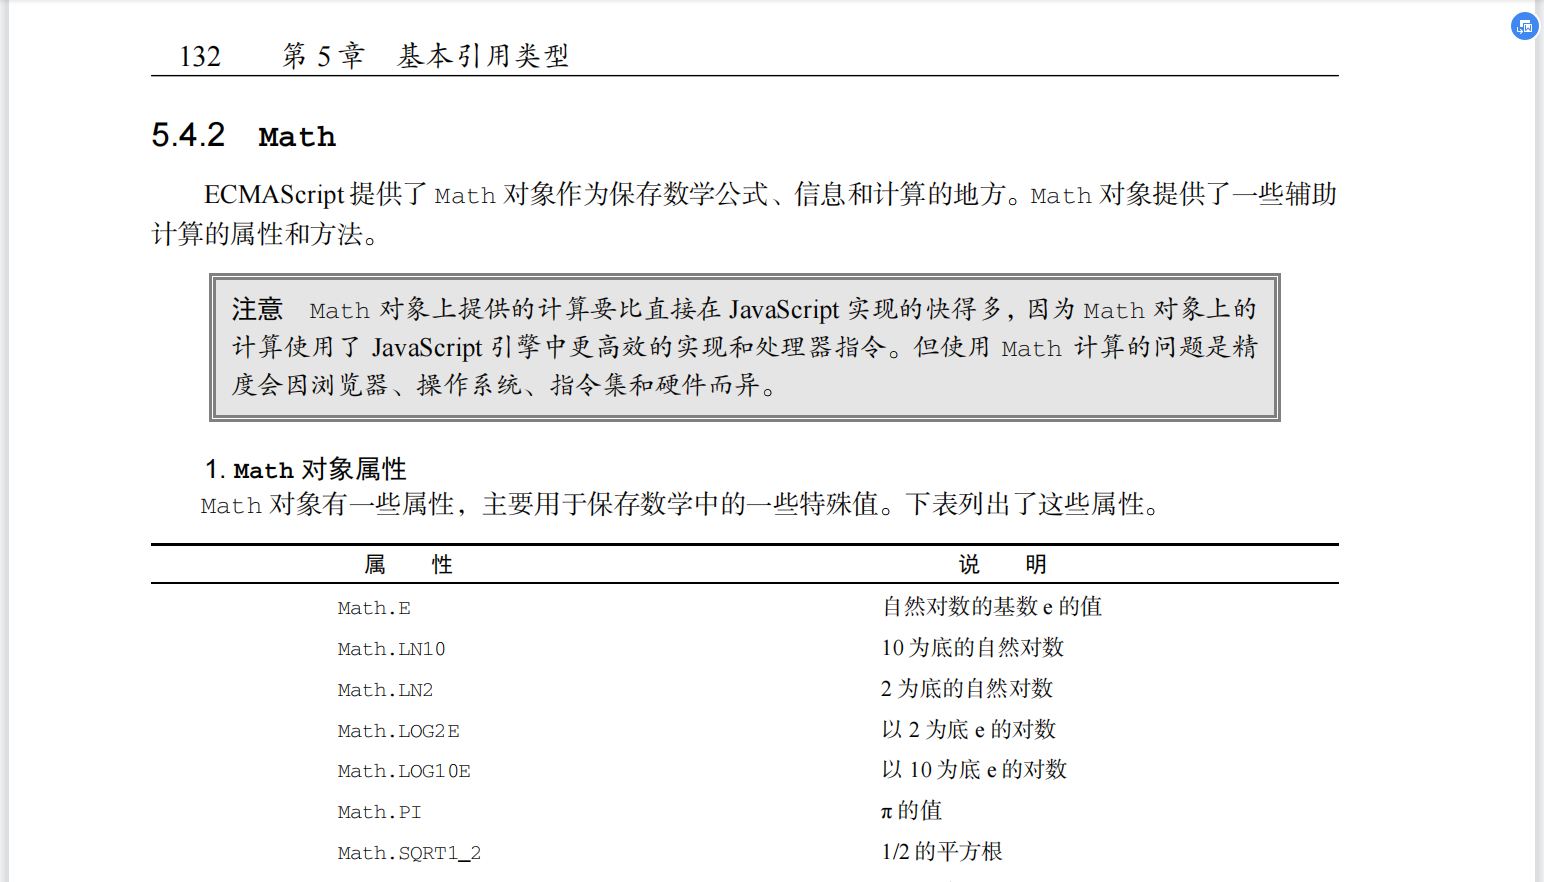 132 第 5 章 基本引用类型
5.4.2 Math
ECMAScript 提供了 Math 对象作为保存数学公式、信息和计算的地方。Math 对象提供了一些辅助
计算的属性和方法。
注意 Math 对象上提供的计算要比直接在 JavaScript 实现的快得多，因为 Math 对象上的
计算使用了 JavaScript 引擎中更高效的实现和处理器指令。但使用 Math 计算的问题是精
度会因浏览器、操作系统、指令集和硬件而异。
1. Math 对象属性
Math 对象有一些属性，主要用于保存数学中的一些特殊值。下表列出了这些属性。
属 性 说 明
Math.E 自然对数的基数 e 的值
Math.LN10 10 为底的自然对数
Math.LN2 2 为底的自然对数
Math.LOG2E 以 2 为底 e 的对数
Math.LOG10E 以 10 为底 e 的对数
Math.PI π 的值
Math.SQRT1_2 1/2 的平方根